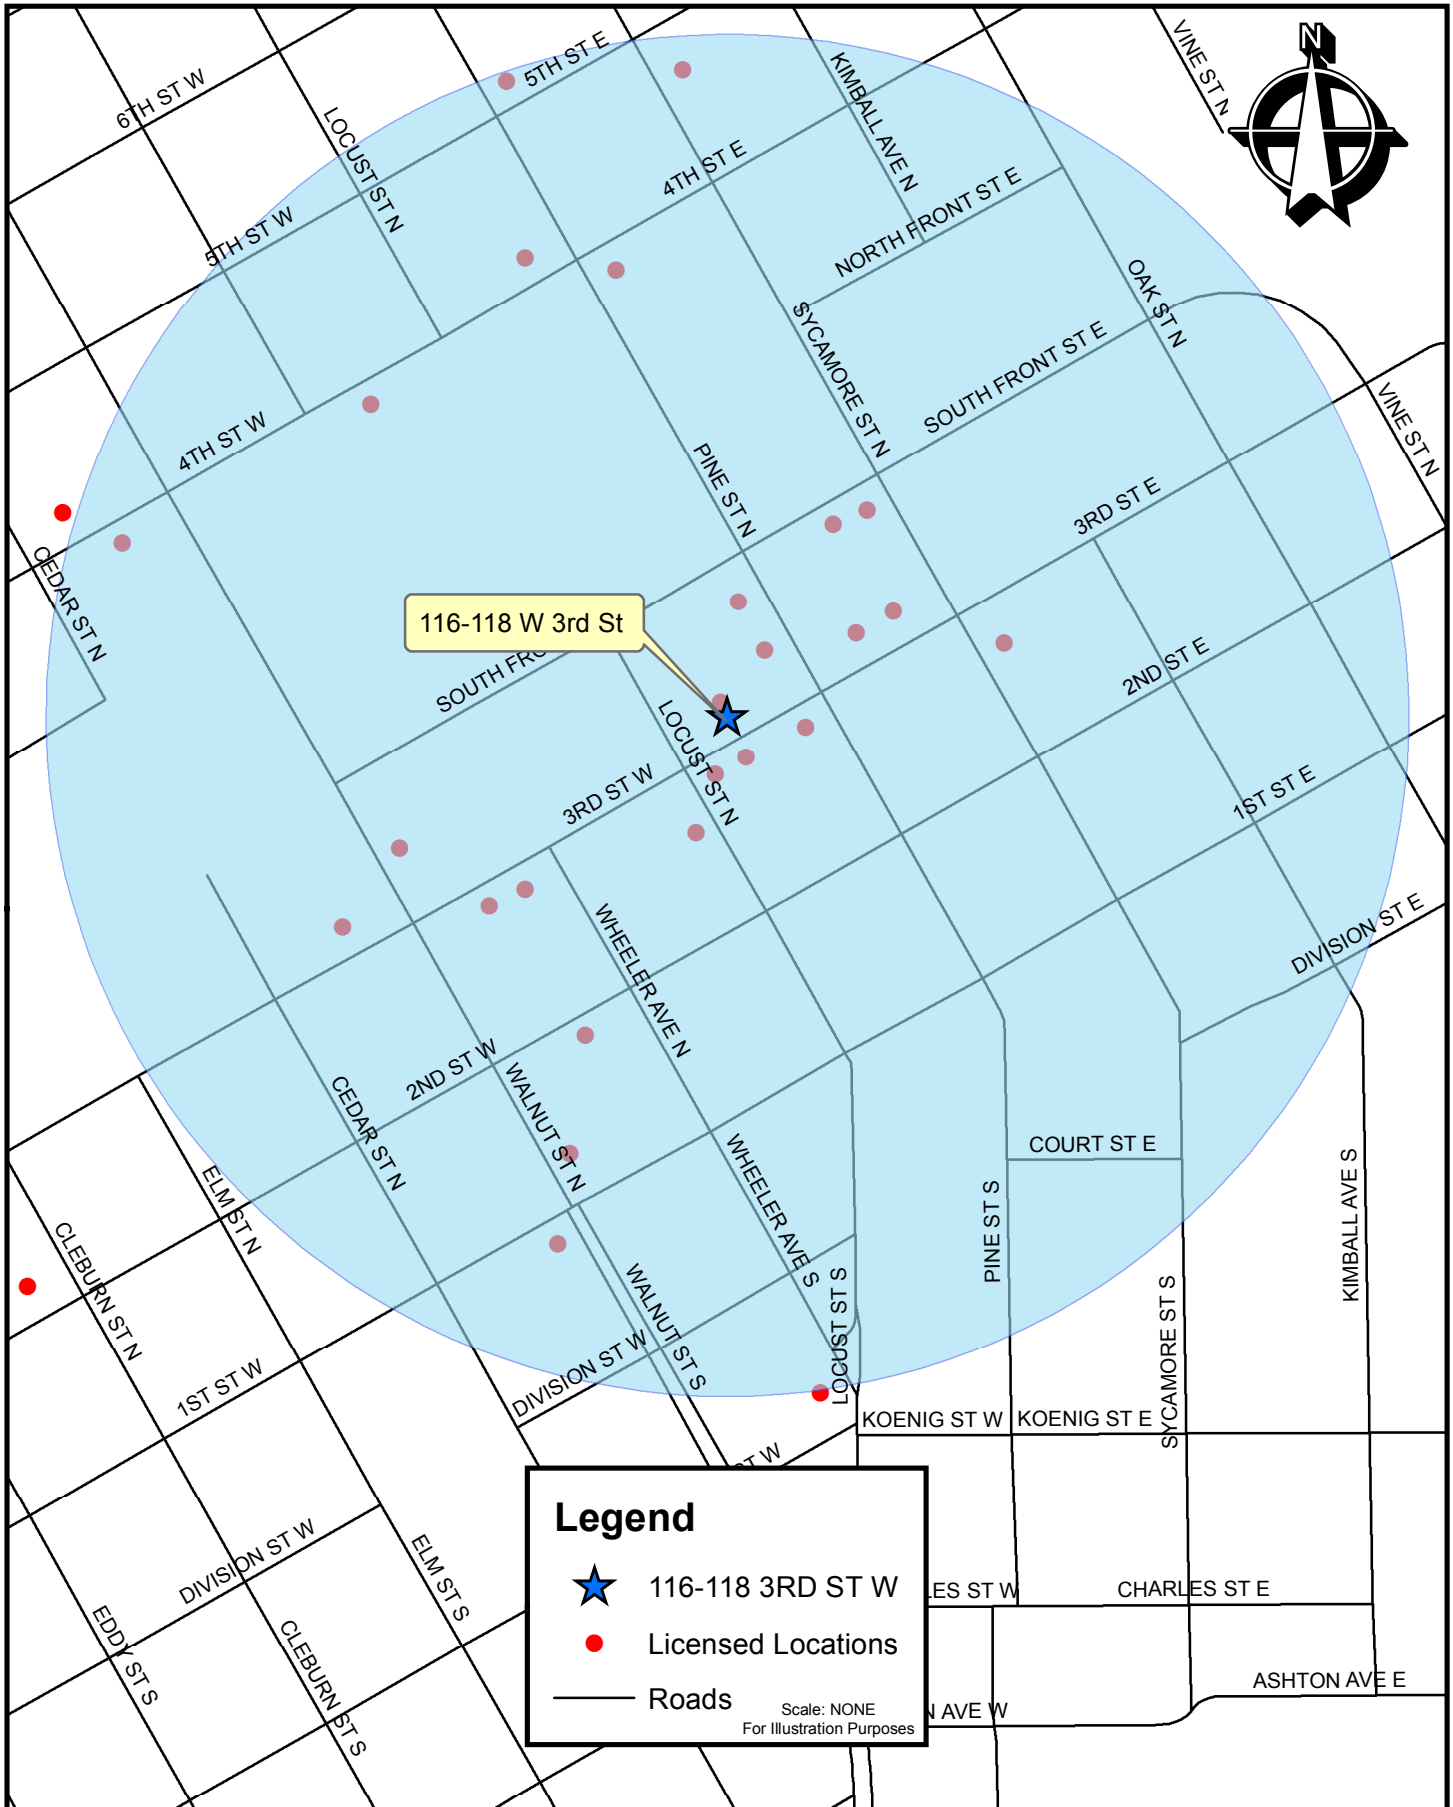 N
VINE ST N
5TH ST E
KIMBALL AVE N
6TH ST W
LOCUST ST N
4TH ST E
NORTH FRONT ST E
5TH ST W
OAK ST N
SYCAMORE ST N
SOUTH FRONT ST E
VINE ST N
4TH ST W
PINE ST N
3RD ST E
CEDAR ST N
116-118 W 3rd St
SOUTH FRO
2ND ST E
LOCUST ST N
3RD ST W
1ST ST E
WHEELER AVE N
DIVISION ST E
2ND ST W
WALNUT ST N
CEDAR ST N
COURT ST E
WHEELER AVE S
ELM ST N
PINE ST S
KIMBALL AVE S
CLEBURN ST N
WALNUT ST S
LOCUST ST S
SYCAMORE ST S
DIVISION ST W
1ST ST W
KOENIG ST W
KOENIG ST E
ST W
Legend
116-118 3RD ST W
Licensed Locations
Roads
Scale: NONE
For Illustration Purposes
DIVISION ST W
ELM ST S
LES ST W
CHARLES ST E
EDDY ST S
CLEBURN ST S
ASHTON AVE E
N AVE W